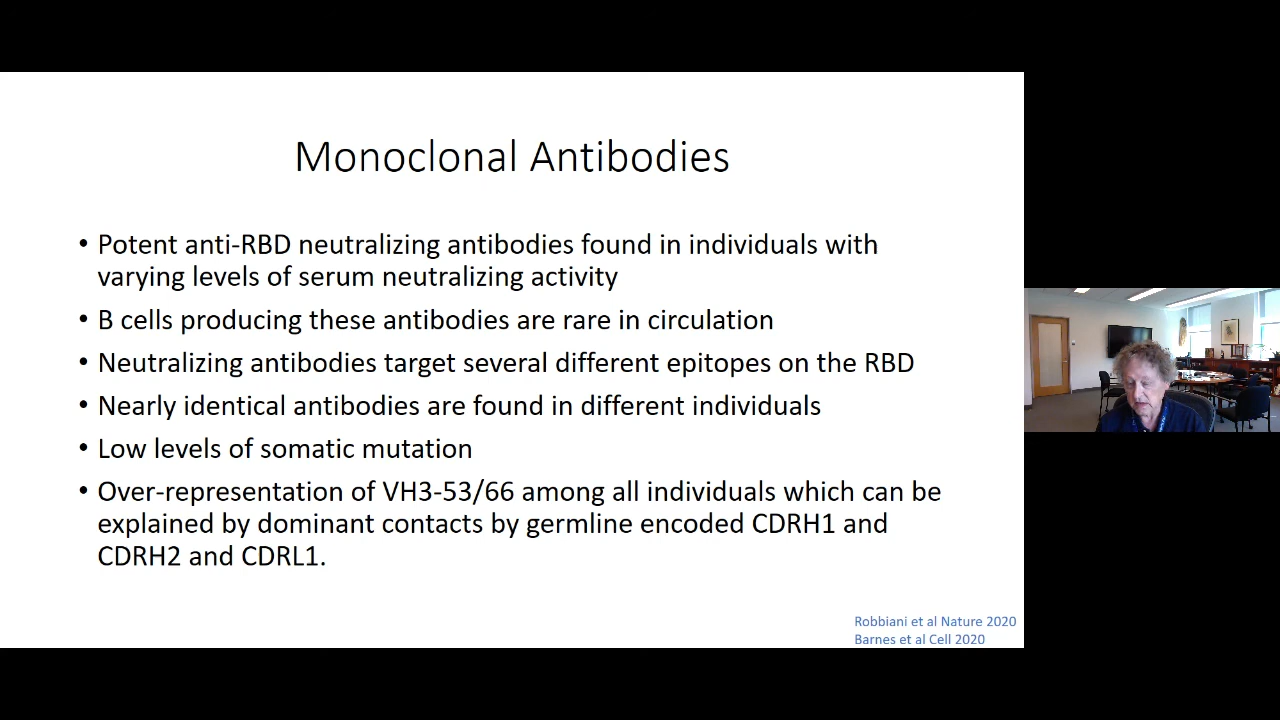 Monoclonal Antibodies
• Potent anti-RBD neutralizing antibodies found in individuals with
varying levels of serum neutralizing activity
• B cells producing these antibodies are rare in circulation
• Neutralizing antibodies target several different epitopes on the RBD
• Nearly identical antibodies are found in different individuals
• Low levels of somatic mutation
• Over-representation of VH3-53/66 among all individuals which can be
explained by dominant contacts by germline encoded CDRH1 and
CDRH2 and CDRL1.
Robbiani et al Nature 2020
Barnes et al Cell 2020